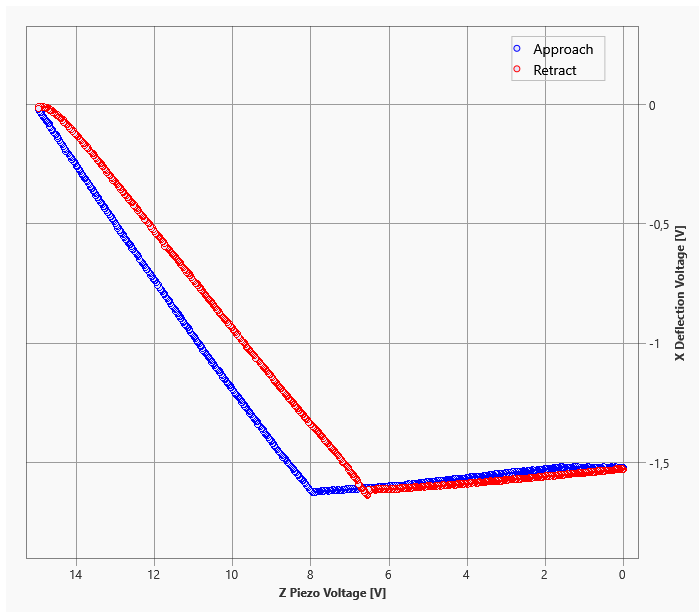 Approach
Retract
0
-0,5
-1
-1,5
X Deflection Voltage [V]
14 12 10 8 6 4 2 0
Z Piezo Voltage [V]